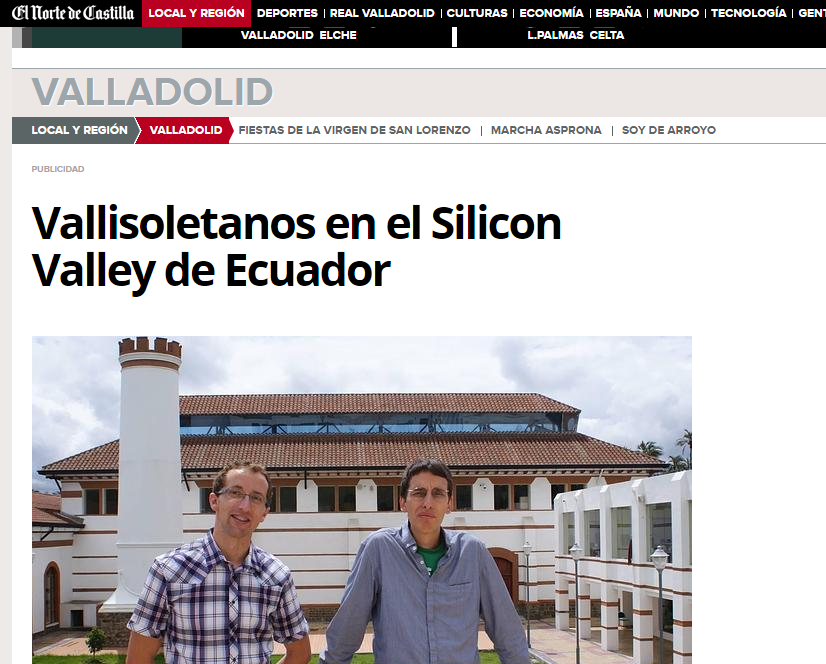 El Norte de Castilla LOCAL Y REGIÓN DEPORTES REAL VALLADOLID CULTURAS ECONOMÍA ESPAÑA MUNDO TECNOLOGÍA GENT
VALLADOLID ELCHE L.PALMAS CELTA
VALLADOLID
LOCAL Y REGIÓN VALLADOLID FIESTAS DE LA VIRGEN DE SAN LORENZO MARCHA ASPRONA SOY DE ARROYO
PUBLICIDAD
Vallisoletanos en el Silicon
Valley de Ecuador